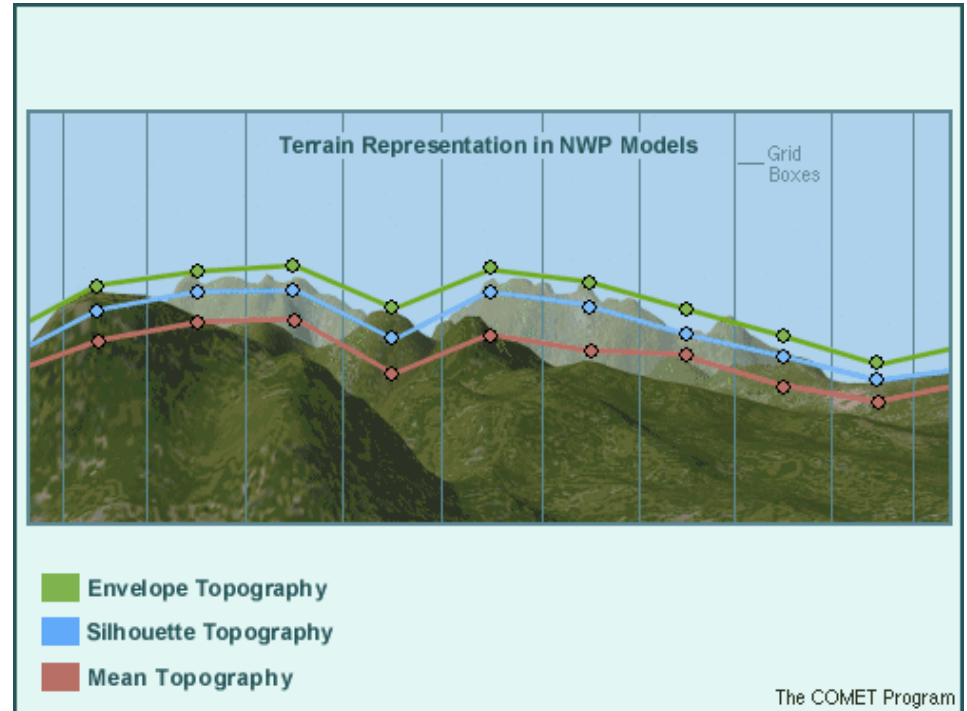 Terrain Representation in NWP Models
Grid
Boxes
Envelope Topography
Silhouette Topography
Mean Topography
The COMET Program